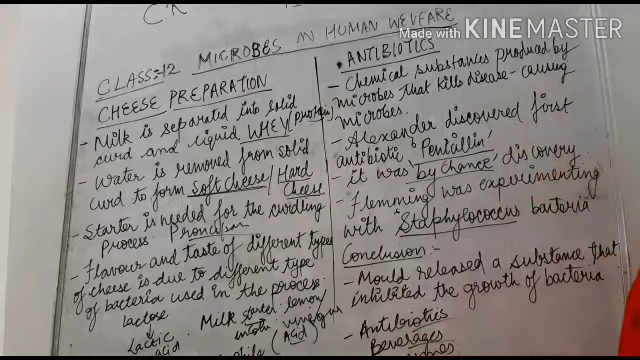 Made with KINEMASTER
MICROBES IN HUMAN WELFARE
CLASS:-12
CHEESE PREPARATION
- Milk is separated into solid
curd and liquid WHEY (protein)
- Water is removed from solid
curd to form Soft Cheese / Hard
Cheese
- Starter is needed for the curdling
process.
- Flavour and taste of different types
of cheese is due to different type
of bacteria used in the process.
lactose Milk starter lemony
Lactic vinegar
acid (Acid)
• ANTIBIOTICS
- Chemical substances produced by
microbes that kills disease-causing
microbes.
- Alexander discovered first
antibiotic 'Penicillin'
- it was 'by chance' discovery
- Flemming was experimenting
with 'Staphylococcus bacteria
Conclusion:-
- Mould released a substance that
inhibited the growth of bacteria
- Antibiotics
Beverages